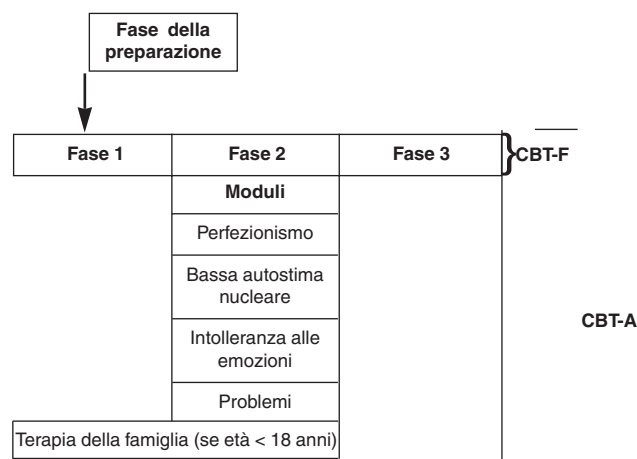 Fase della
preparazione
Fase 1 Fase 2 Fase 3 CBT-F
Moduli
Perfezionismo
Bassa autostima
nucleare
CBT-A
Intolleranza alle
emozioni
Problemi
Terapia della famiglia (se età < 18 anni)